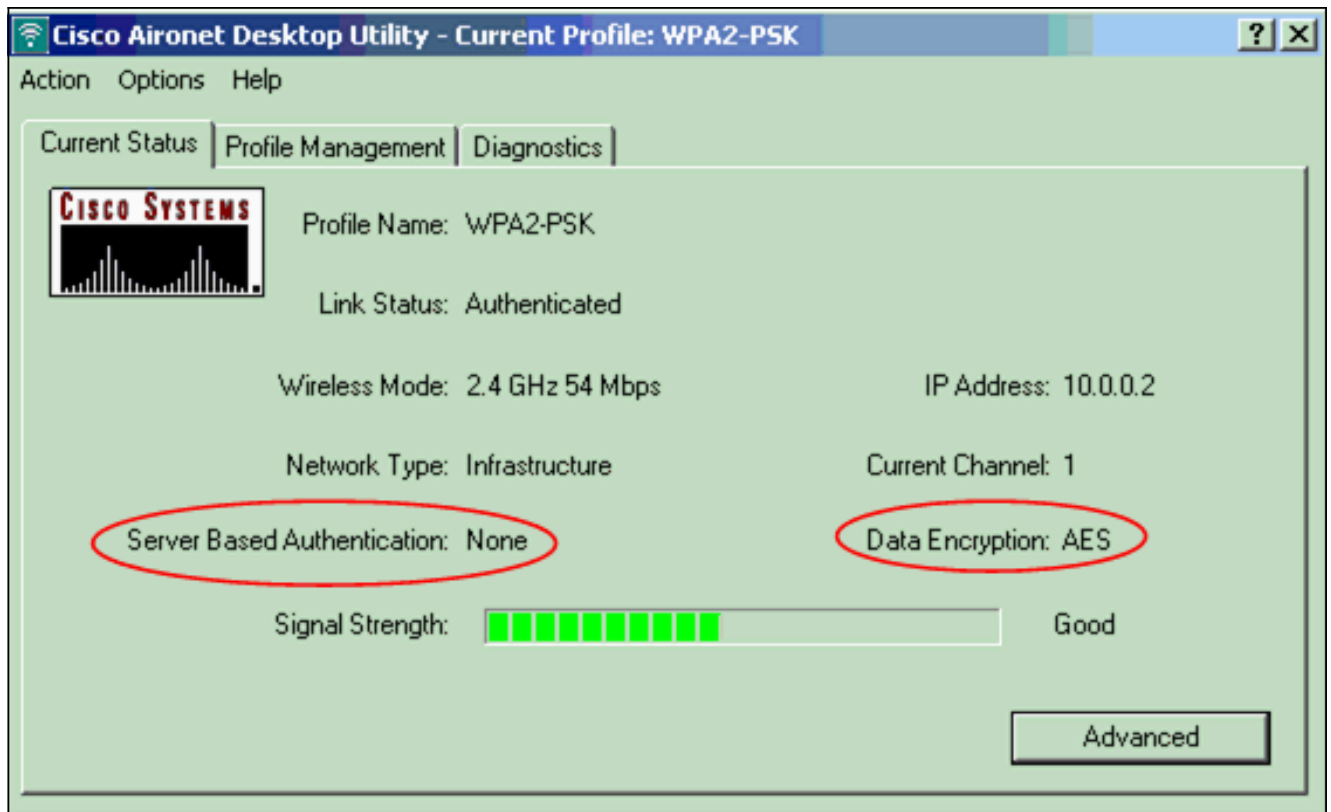 Cisco Aironet Desktop Utility - Current Profile: WPA2-PSK
? X
Action Options Help
Current Status Profile Management Diagnostics
CISCO SYSTEMS
Profile Name: WPA2-PSK
Link Status: Authenticated
Wireless Mode: 2.4 GHz 54 Mbps IP Address: 10.0.0.2
Network Type: Infrastructure Current Channel: 1
Server Based Authentication: None Data Encryption: AES
Signal Strength: Good
Advanced